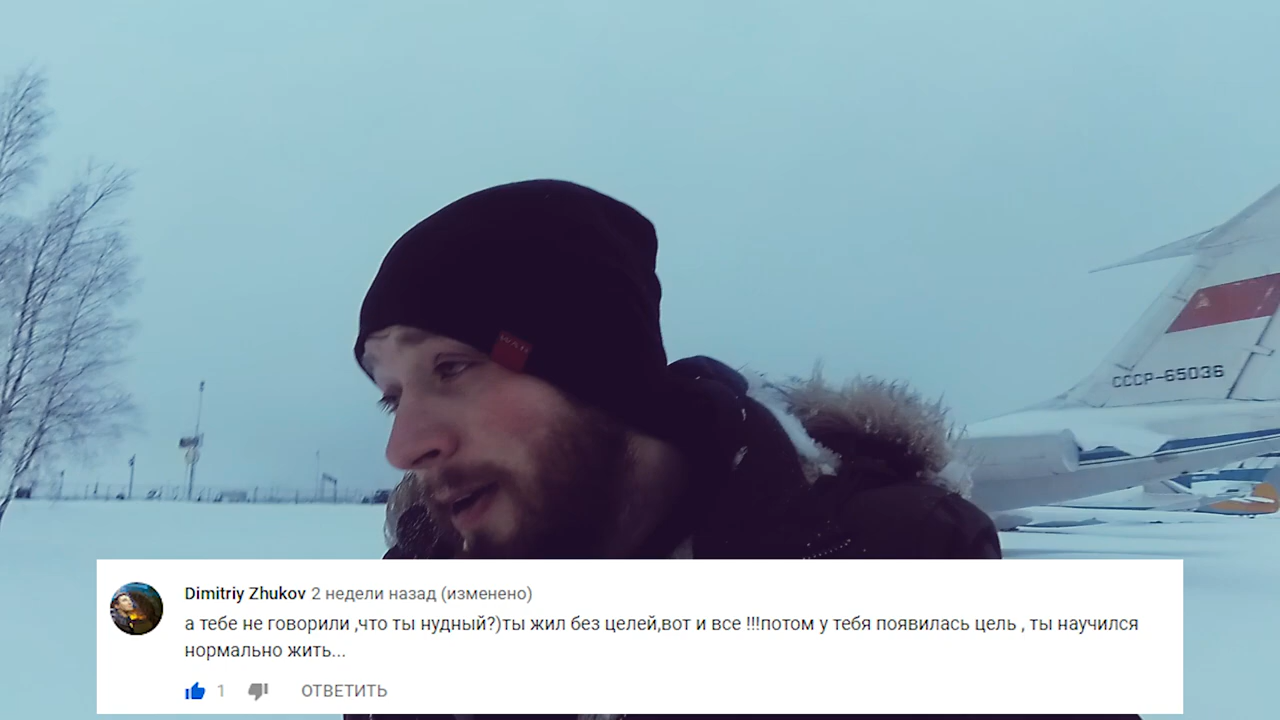 СССР-65036
Dimitriy Zhukov 2 недели назад (изменено)
а тебе не говорили ,что ты нудный?)ты жил без целей,вот и все !!!потом у тебя появилась цель , ты научился
нормально жить...
1 ОТВЕТИТЬ